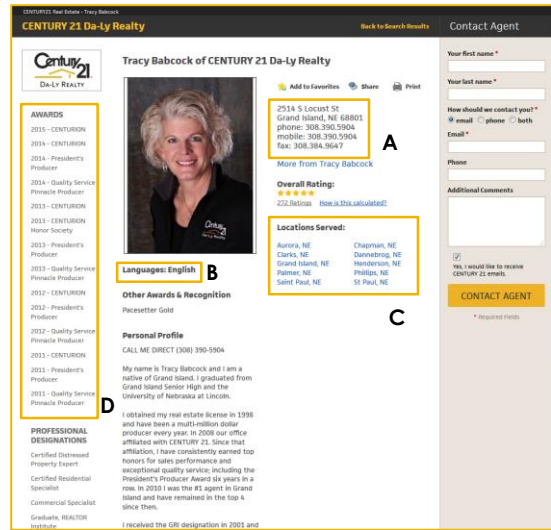 CENTURY21 Real Estate - Tracy Babcock
CENTURY 21 Da-Ly Realty
Back to Search Results
Contact Agent
Century
21
DA-LY REALTY
AWARDS
2015 - CENTURION
2014 - CENTURION
2014 - President's
Producer
2014 - Quality Service
Pinnacle Producer
2013 - CENTURION
2013 - CENTURION
Honor Society
2013 - President's
Producer
2013 - Quality Service
Pinnacle Producer
2012 - CENTURION
2012 - President's
Producer
2012 - Quality Service
Pinnacle Producer
2011 - CENTURION
2011 - President's
Producer
2011 - Quality Service
Pinnacle Producer
D
PROFESSIONAL
DESIGNATIONS
Certified Distressed
Property Expert
Certified Residential
Specialist
Commercial Specialist
Graduate, REALTOR
Institute
Tracy Babcock of CENTURY 21 Da-Ly Realty
Century
21
Languages: English
B
Other Awards & Recognition
Pacesetter Gold
Personal Profile
CALL ME DIRECT (308) 390-5904
My name is Tracy Babcock and I am a
native of Grand Island. I graduated from
Grand Island Senior High and the
University of Nebraska at Lincoln.
I obtained my real estate license in 1998
and have been a multi-million dollar
producer every year. In 2008 our office
affiliated with CENTURY 21. Since that
affiliation, I have consistently earned top
honors for sales performance and
exceptional quality service; including the
President's Producer Award six years in a
row. In 2010 I was the #1 agent in Grand
Island and have remained in the top 4
since then.
I received the GRI designation in 2001 and
Add to Favorites Share Print
2514 S Locust St
Grand Island, NE 68801
phone: 308.390.5904
mobile: 308.390.5904
fax: 308.384.9647
A
More from Tracy Babcock
Overall Rating:
272 Ratings How is this calculated?
Locations Served:
Aurora, NE Chapman, NE
Clarks, NE Dannebrog, NE
Grand Island, NE Henderson, NE
Palmer, NE Phillips, NE
Saint Paul, NE St Paul, NE
C
Your first name *
Your last name *
How should we contact you? *
email phone both
Email *
Phone
Additional Comments
Yes, I would like to receive
CENTURY 21 emails.
CONTACT AGENT
* Required Fields